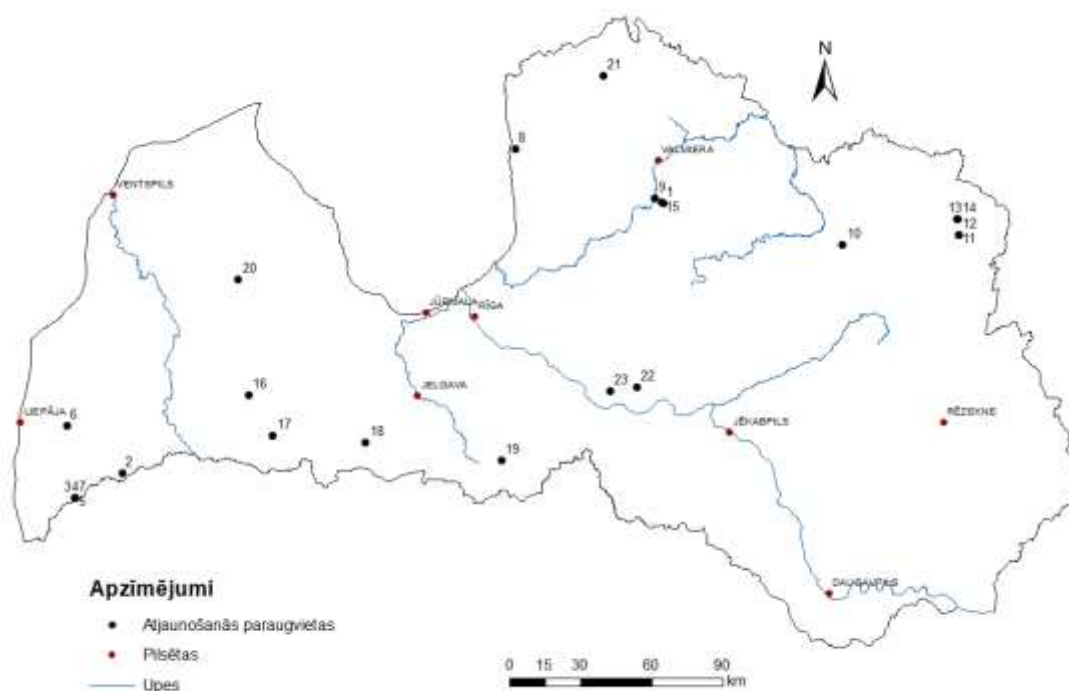 N
21
8
VALMIERA
9 1
15
VENTSPILS
1314
12
11
10
20
JŪRMALA
RĪGA
16
JELGAVA
23
22
LIEPĀJA
6
RĒZEKNE
17
JĒKABPILS
18
19
2
347
5
DAUGAVPILS
Apzīmējumi
Atjaunošanās paraugvietas
Pilsētas
Upes
0 15 30 60 90
km